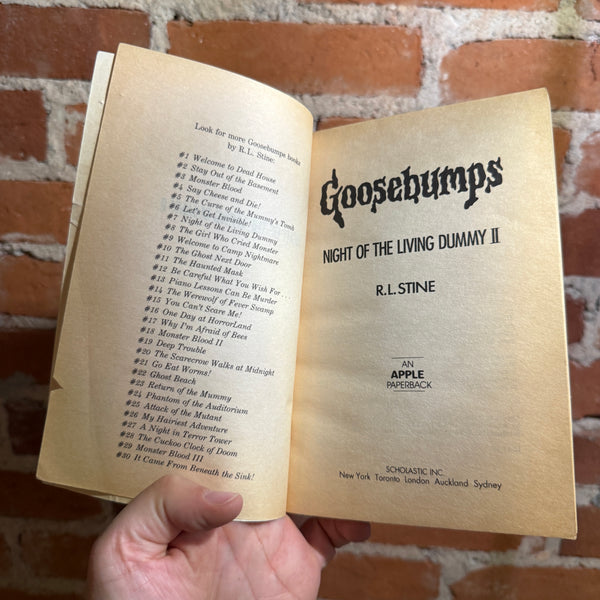 Look for more Goosebumps books
by R.L. Stine:
#1 Welcome to Dead House
#2 Stay Out of the Basement
#3 Monster Blood
#4 Say Cheese and Die!
#5 The Curse of the Mummy's Tomb
#6 Let's Get Invisible!
#7 Night of the Living Dummy
#8 The Girl Who Cried Monster
#9 Welcome to Camp Nightmare
#10 The Ghost Next Door
#11 The Haunted Mask
#12 Be Careful What You Wish For . . .
#13 Piano Lessons Can Be Murder
#14 The Werewolf of Fever Swamp
#15 You Can't Scare Me!
#16 One Day at HorrorLand
#17 Why I'm Afraid of Bees
#18 Monster Blood II
#19 Deep Trouble
#20 The Scarecrow Walks at Midnight
#21 Go Eat Worms!
#22 Ghost Beach
#23 Return of the Mummy
#24 Phantom of the Auditorium
#25 Attack of the Mutant
#26 My Hairiest Adventure
#27 A Night in Terror Tower
#28 The Cuckoo Clock of Doom
#29 Monster Blood III
#30 It Came From Beneath the Sink!
Goosebumps
NIGHT OF THE LIVING DUMMY II
R.L. STINE
AN
APPLE
PAPERBACK
SCHOLASTIC INC.
New York Toronto London Auckland Sydney